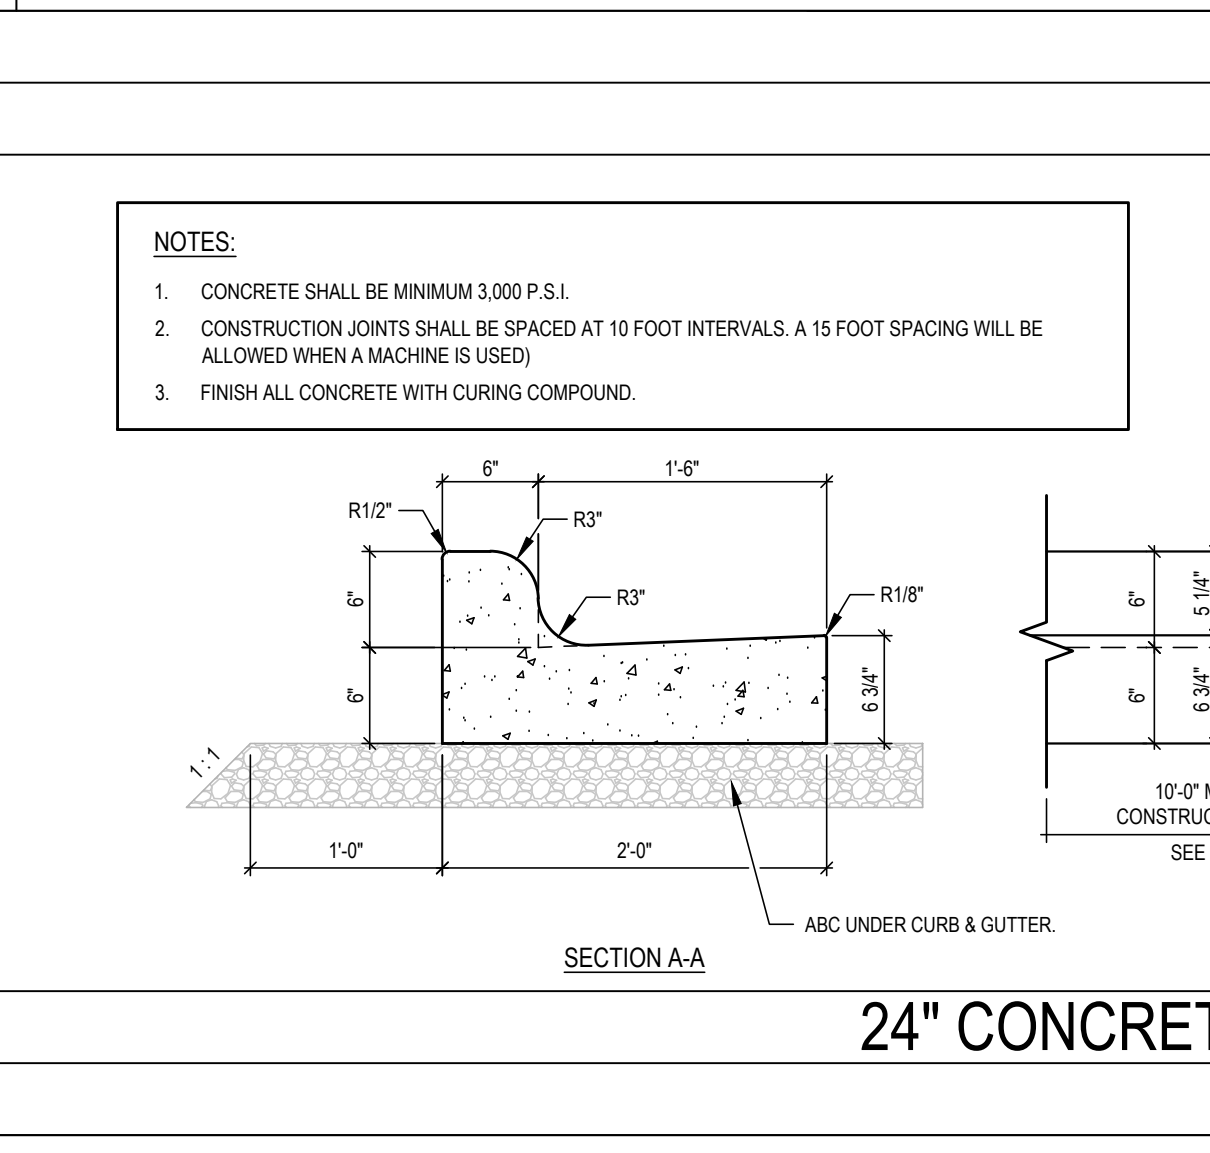 NOTES:
1. CONCRETE SHALL BE MINIMUM 3,000 P.S.I.
2. CONSTRUCTION JOINTS SHALL BE SPACED AT 10 FOOT INTERVALS. A 15 FOOT SPACING WILL BE
ALLOWED WHEN A MACHINE IS USED)
3. FINISH ALL CONCRETE WITH CURING COMPOUND.
6" 1'-6"
R1/2" R3"
R3" R1/8"
6"
6"
6 3/4"
1 : 1
1'-0" 2'-0"
ABC UNDER CURB & GUTTER.
SECTION A-A
6" 5 1/4"
6" 6 3/4"
10'-0"
SEE
24"